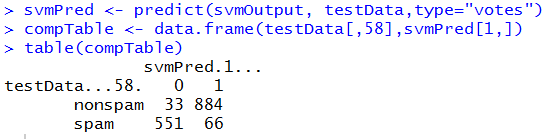 > svmPred <- predict(svmOutput, testData,type="votes")
> compTable <- data.frame(testData[,58],svmPred[1,])
> table(compTable)
svmPred.1...
testData...58. 0 1
nonspam 33 884
spam 551 66